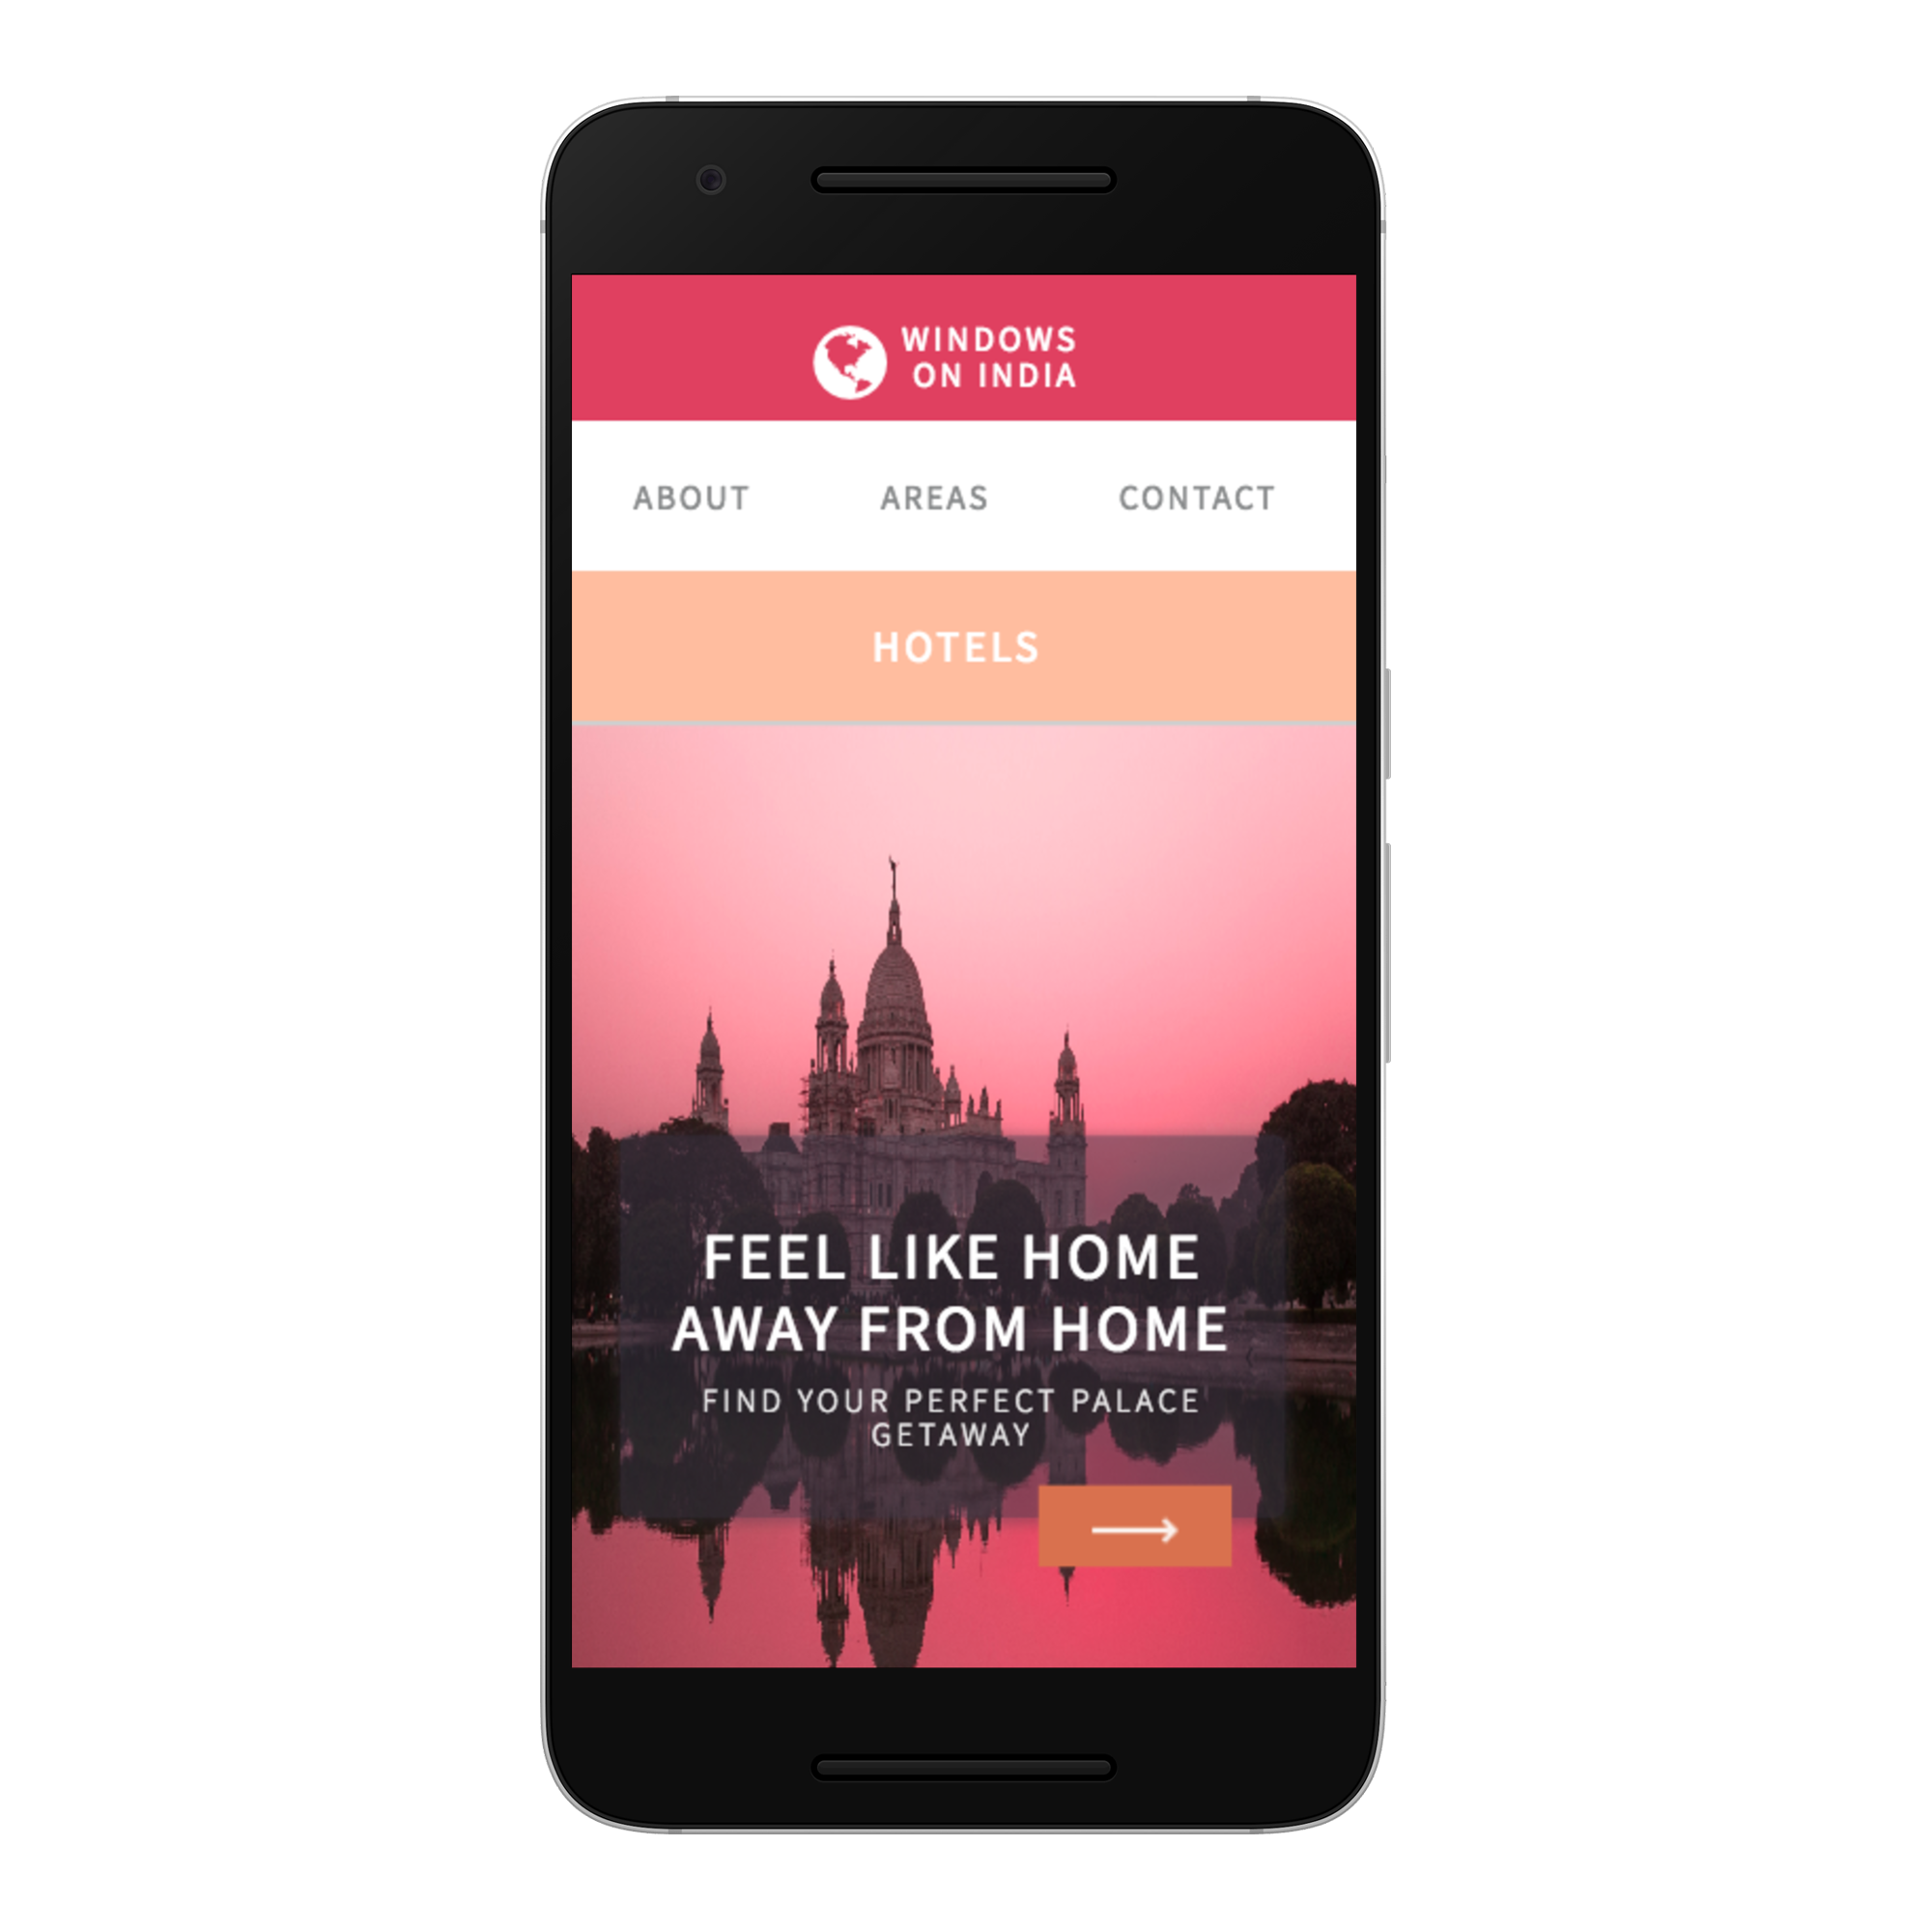 WINDOWS
ON INDIA
ABOUT AREAS CONTACT
HOTELS
FEEL LIKE HOME
AWAY FROM HOME
FIND YOUR PERFECT PALACE
GETAWAY